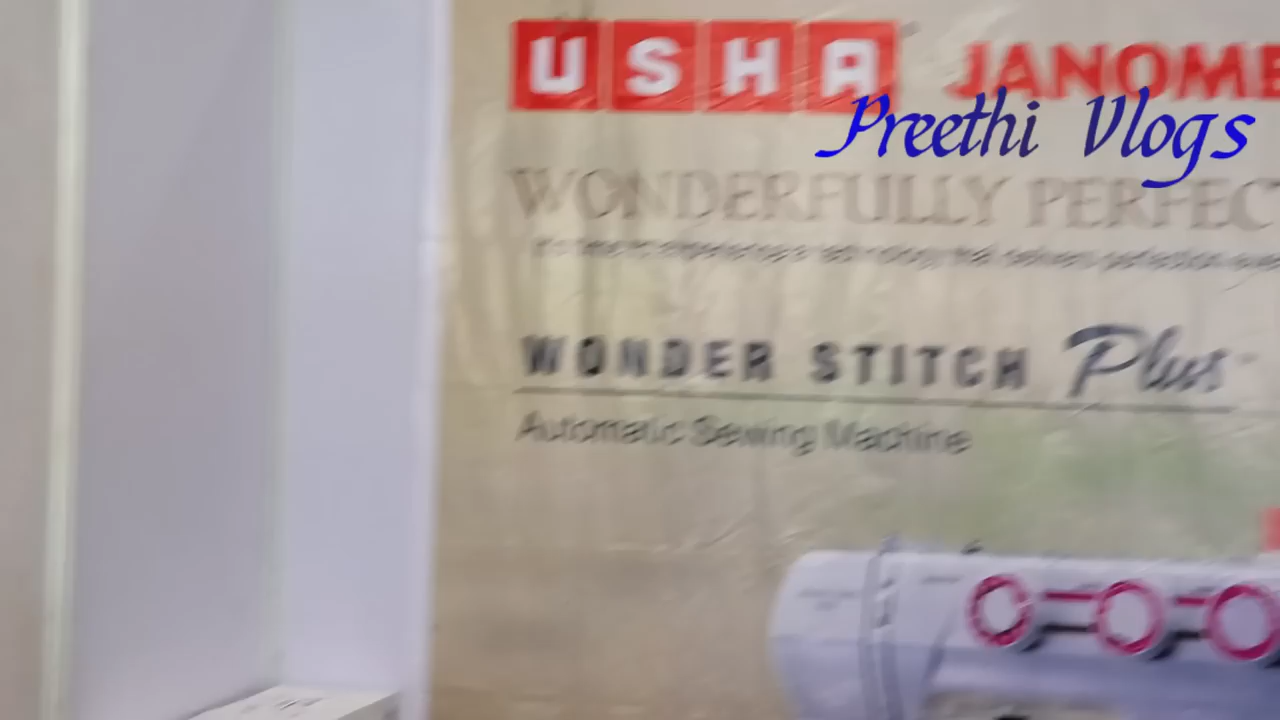 USHA JANOME
Preethi Vlogs
WONDERFULLY PERFECT
WONDER STITCH Plus
Automatic Sewing Machine